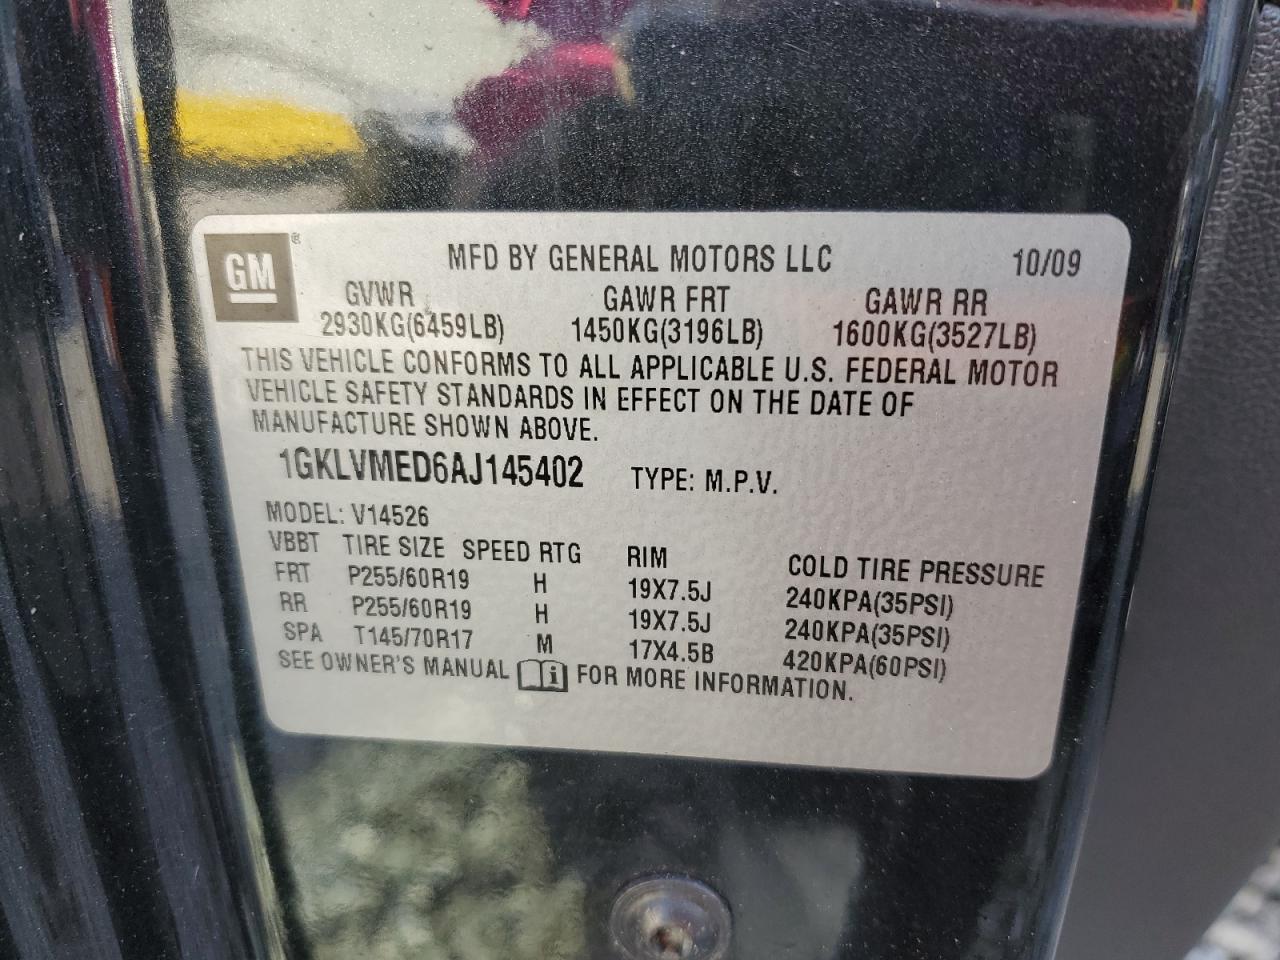 GM®
MFD BY GENERAL MOTORS LLC 10/09
GVWR GAWR FRT GAWR RR
2930KG(6459LB) 1450KG(3196LB) 1600KG(3527LB)
THIS VEHICLE CONFORMS TO ALL APPLICABLE U.S. FEDERAL MOTOR
VEHICLE SAFETY STANDARDS IN EFFECT ON THE DATE OF
MANUFACTURE SHOWN ABOVE.
1GKLVMED6AJ145402 TYPE: M.P.V.
MODEL: V14526
VBBT TIRE SIZE SPEED RTG RIM COLD TIRE PRESSURE
FRT P255/60R19 H 19X7.5J 240KPA(35PSI)
RR P255/60R19 H 19X7.5J 240KPA(35PSI)
SPA T145/70R17 M 17X4.5B 420KPA(60PSI)
SEE OWNER'S MANUAL i FOR MORE INFORMATION.